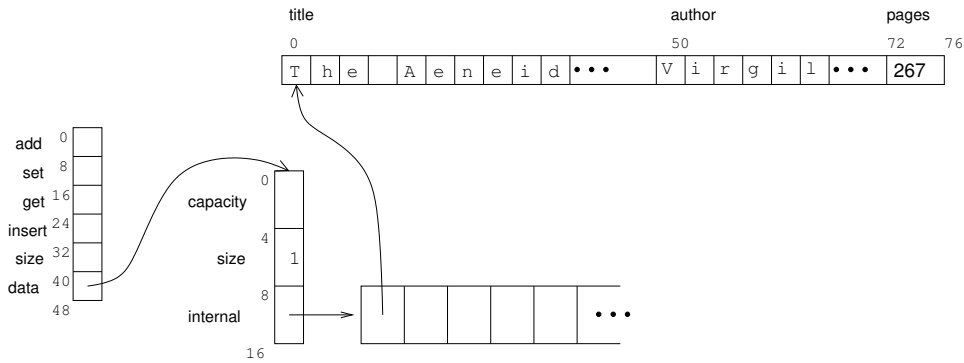 title author pages
0 50 72 76
T h e A e n e i d ••• V i r g i l ••• 267
add 0
set 8
get 16
insert 24
size 32
data 40
48
0
capacity
4
size 1
8
internal •••
16